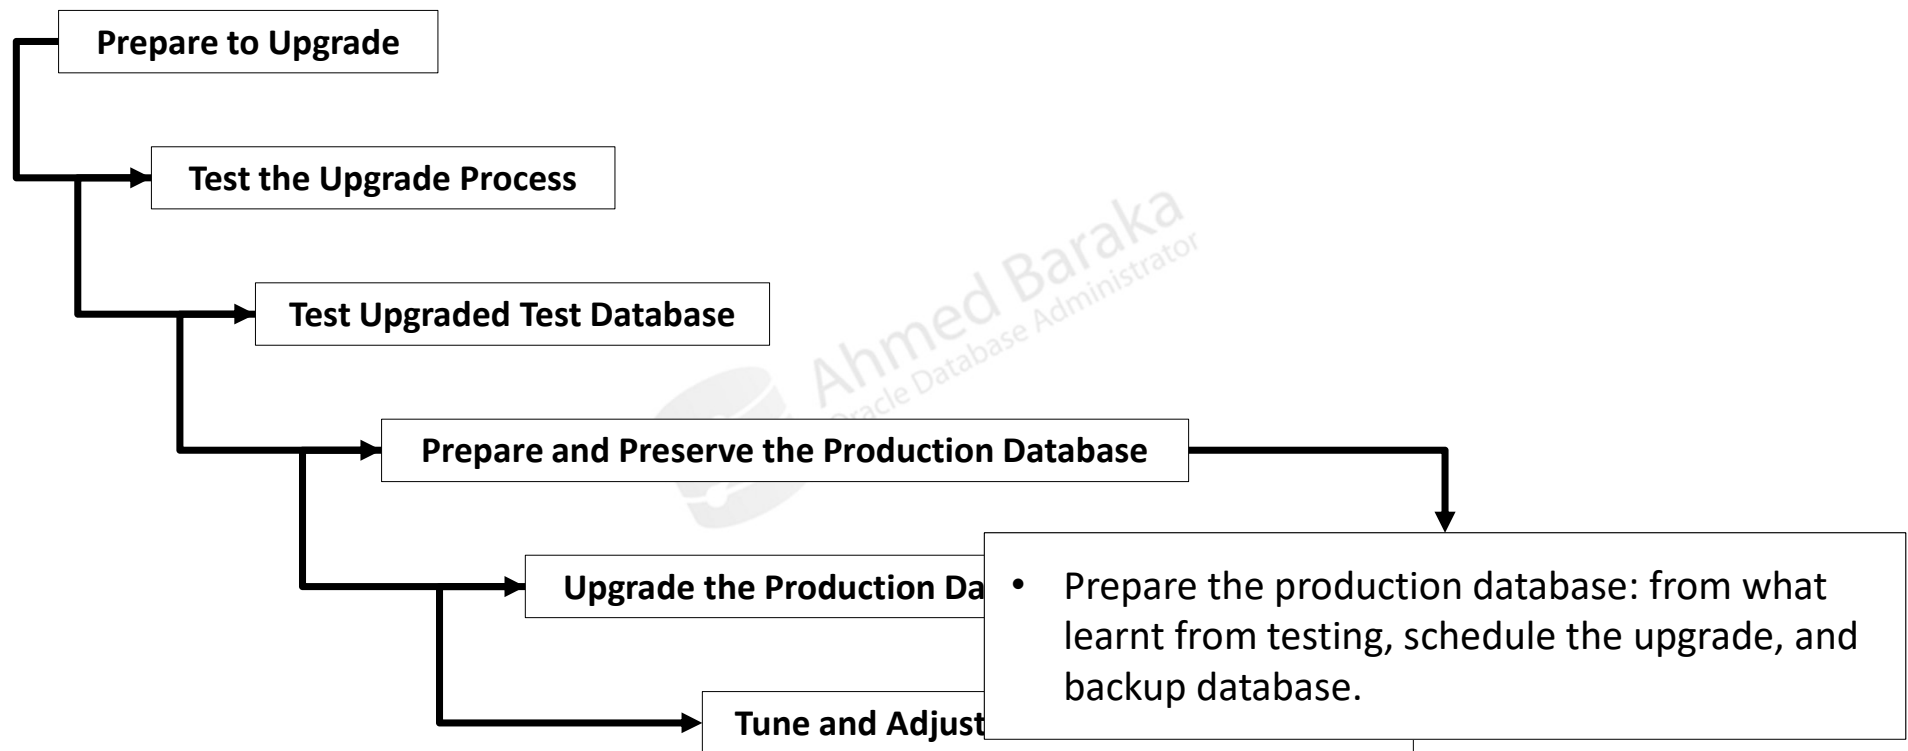 Prepare to Upgrade
Test the Upgrade Process
Test Upgraded Test Database
Ahmed Baraka
Oracle Database Administrator
Prepare and Preserve the Production Database
Upgrade the Production Da
• Prepare the production database: from what
learnt from testing, schedule the upgrade, and
backup database.
Tune and Adjust